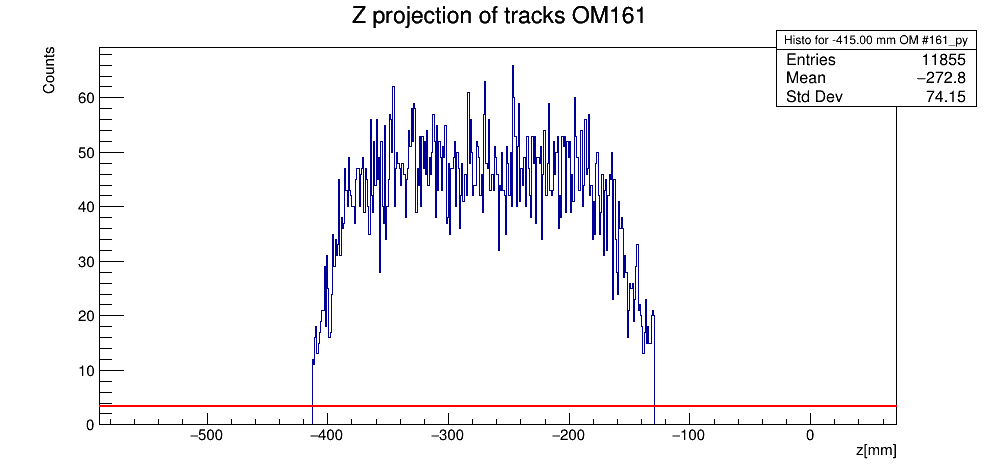 Z projection of tracks OM161
Histo for -415.00 mm OM #161_py
Entries 11855
Mean −272.8
Std Dev 74.15
Counts
60
50
40
30
20
10
0
−500 −400 −300 −200 −100 0
z[mm]